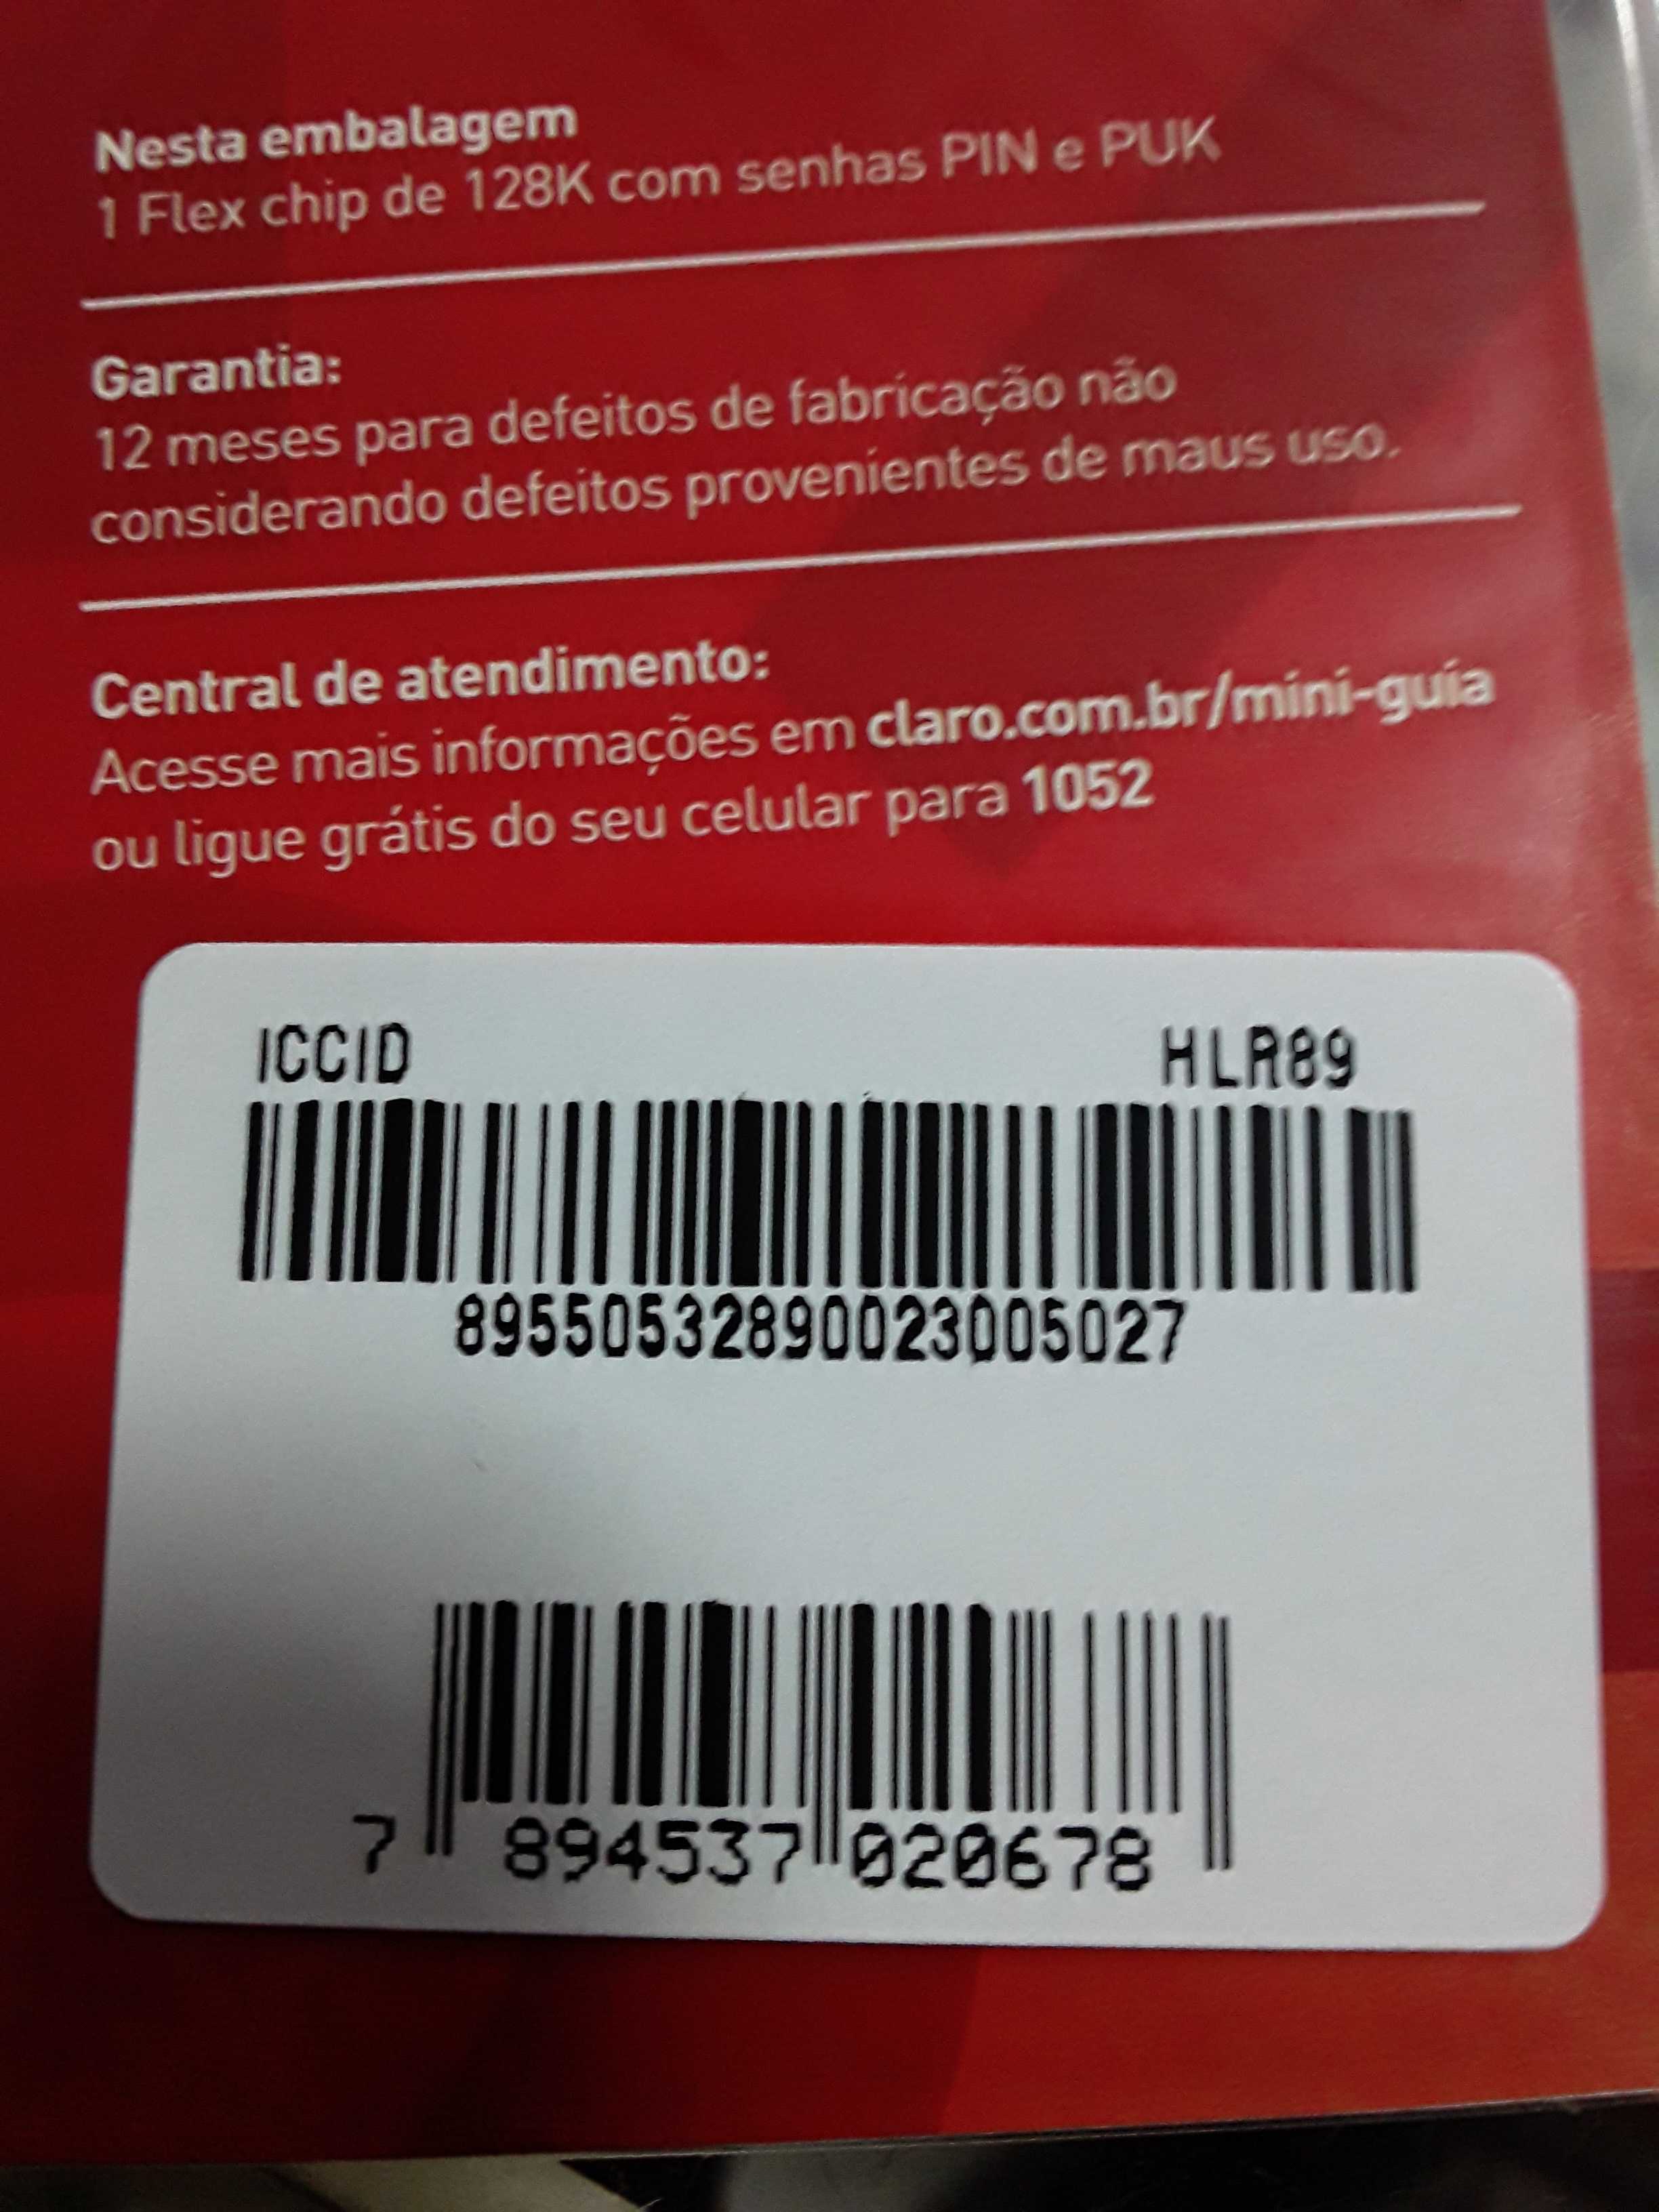 Nesta embalagem
1 Flex chip de 128K com senhas PIN e PUK
Garantia:
12 meses para defeitos de fabricação não
considerando defeitos provenientes de maus uso.
Central de atendimento:
Acesse mais informações em claro.com.br/mini-guia
ou ligue grátis do seu celular para 1052
ICCID HLR89
89550532890023005027
7 894537 020678